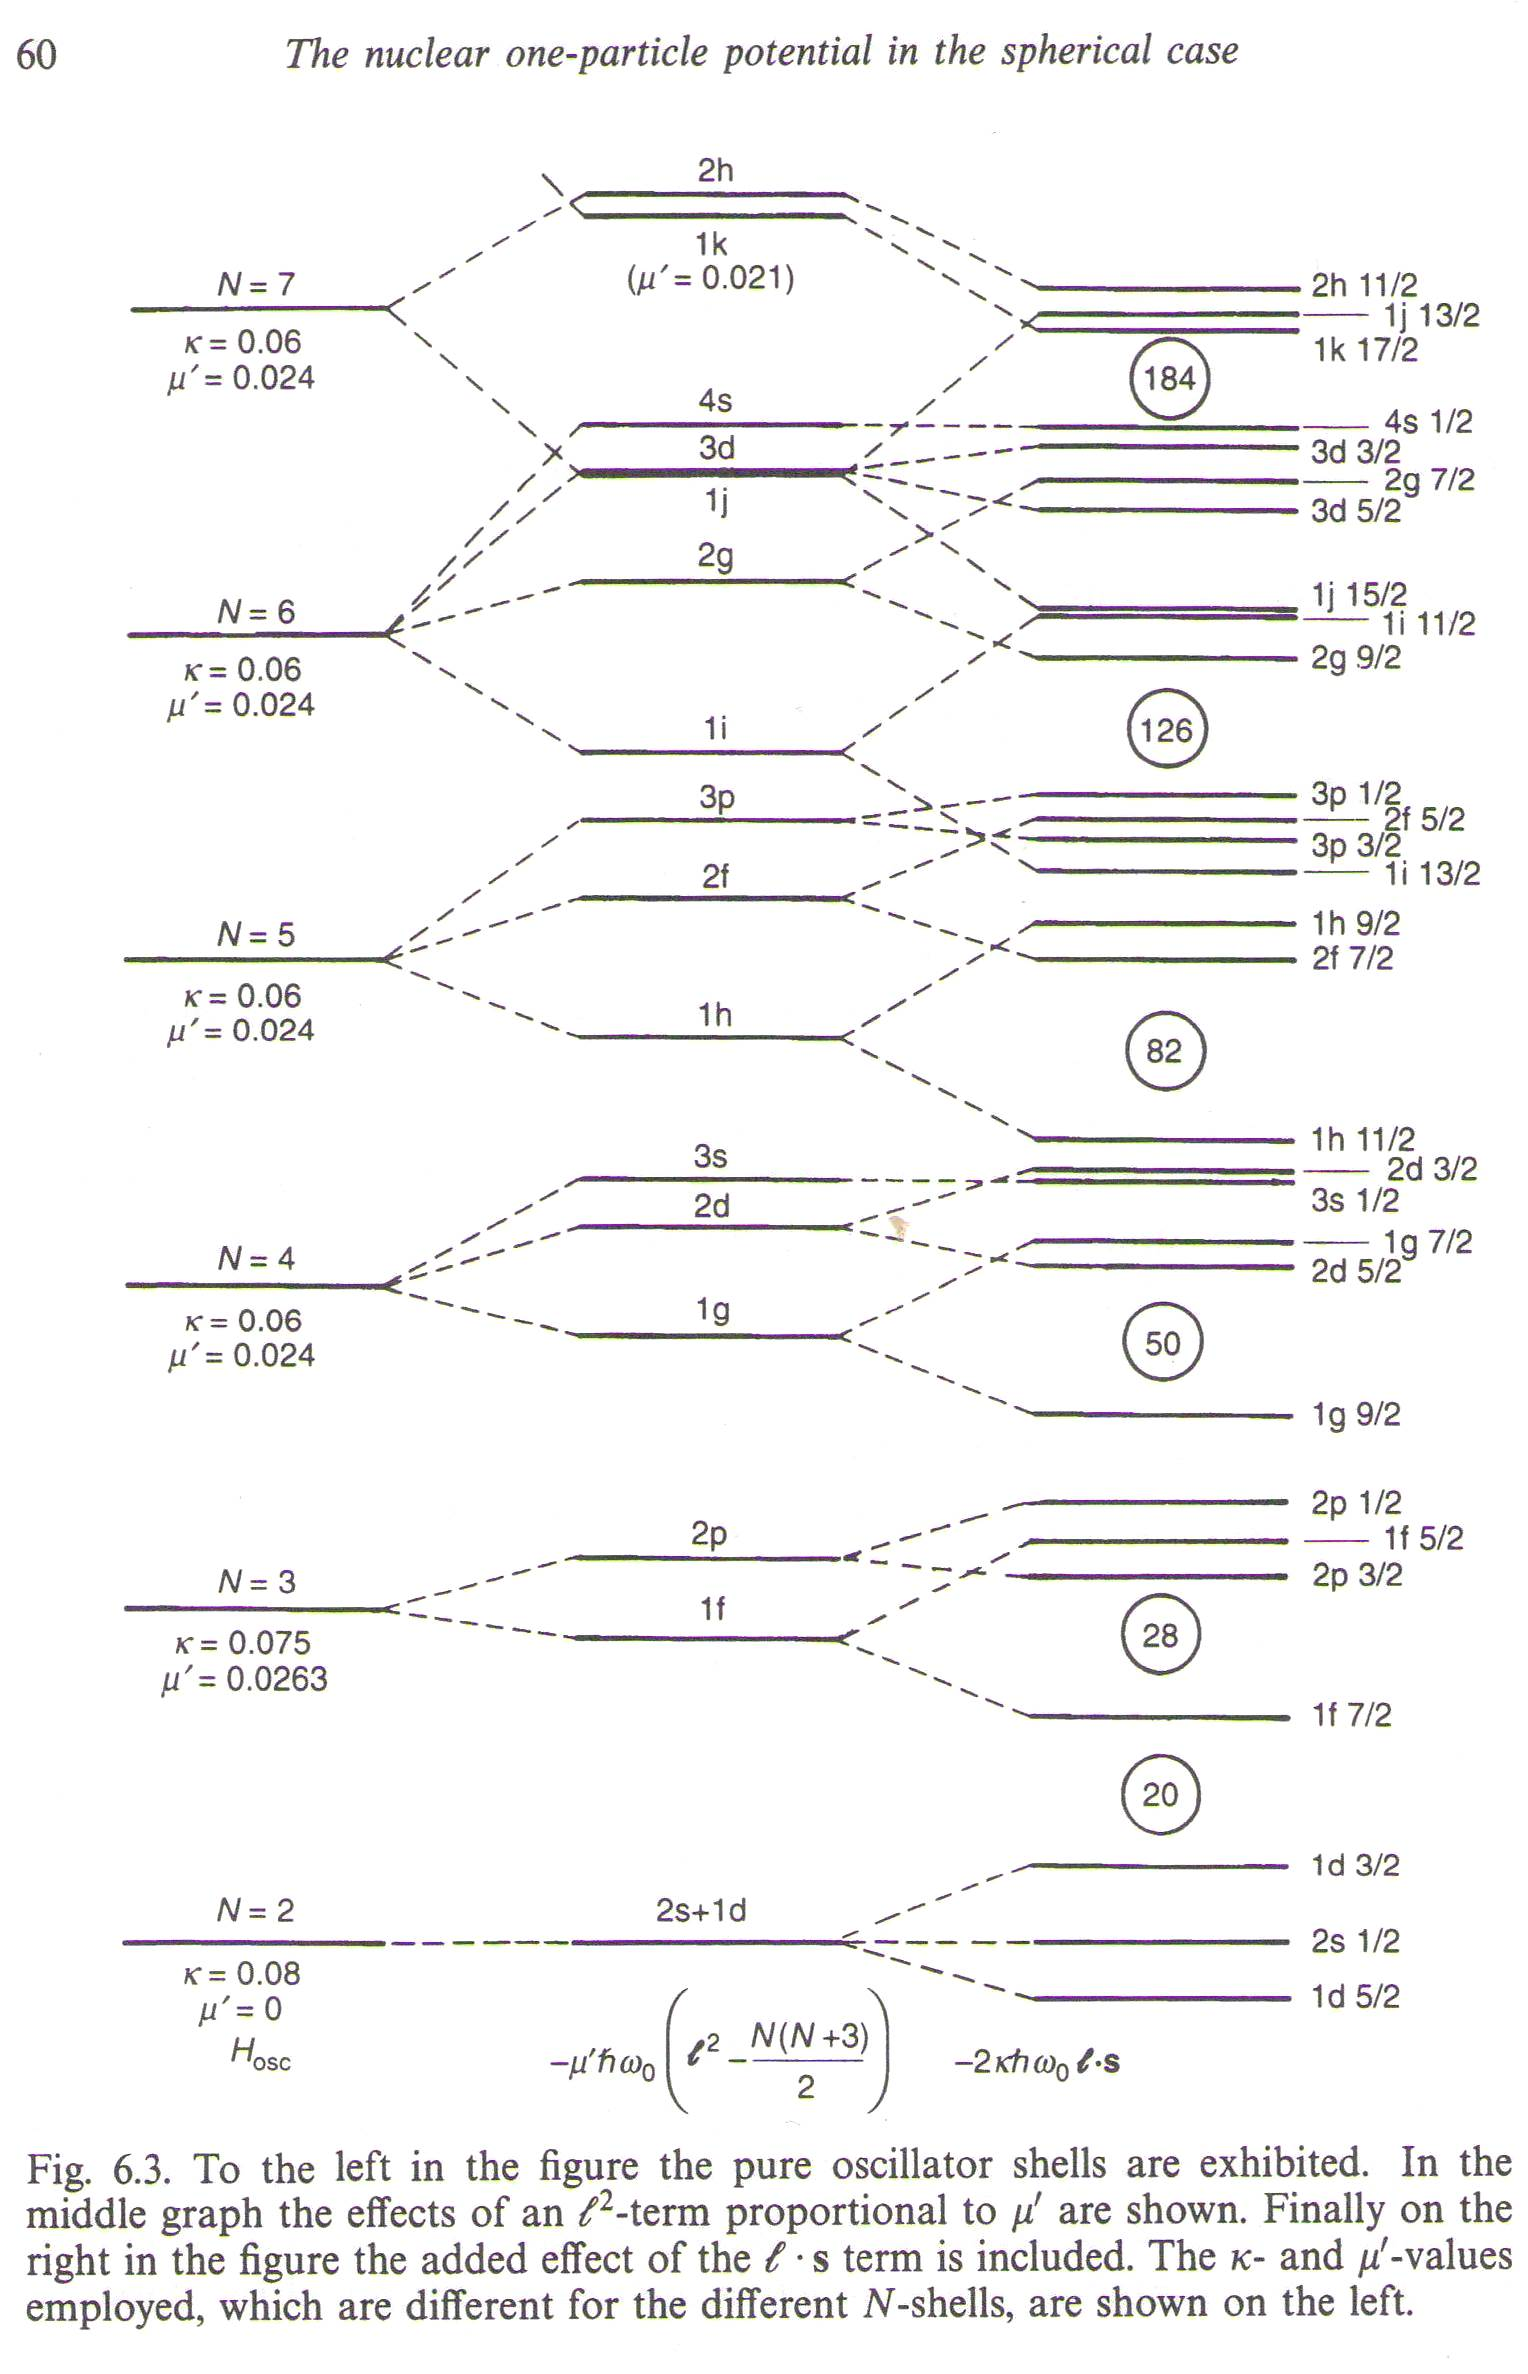 60 The nuclear one-particle potential in the spherical case
2h
1k
(μ′ = 0.021)
N = 7
κ = 0.06
μ′ = 0.024
2h 11/2
1j 13/2
1k 17/2
184
4s
3d
1j
4s 1/2
3d 3/2
2g 7/2
3d 5/2
2g
N = 6
κ = 0.06
μ′ = 0.024
1j 15/2
1i 11/2
2g 9/2
126
1i
3p
3p 1/2
2f 5/2
3p 3/2
1i 13/2
2f
N = 5
κ = 0.06
μ′ = 0.024
1h 9/2
2f 7/2
1h
82
1h 11/2
3s
2d 3/2
3s 1/2
2d
N = 4
κ = 0.06
μ′ = 0.024
1g 7/2
2d 5/2
1g
50
1g 9/2
2p 1/2
2p
1f 5/2
2p 3/2
N = 3
κ = 0.075
μ′ = 0.0263
1f
28
1f 7/2
20
1d 3/2
N = 2
2s+1d
2s 1/2
κ = 0.08
μ′ = 0
1d 5/2
H_osc
−μ′ℏω₀ (ℓ² − N(N+3)/2)
−2κℏω₀ ℓ·s
Fig. 6.3. To the left in the figure the pure oscillator shells are exhibited. In the
middle graph the effects of an ℓ²-term proportional to μ′ are shown. Finally on the
right in the figure the added effect of the ℓ · s term is included. The κ- and μ′-values
employed, which are different for the different N-shells, are shown on the left.